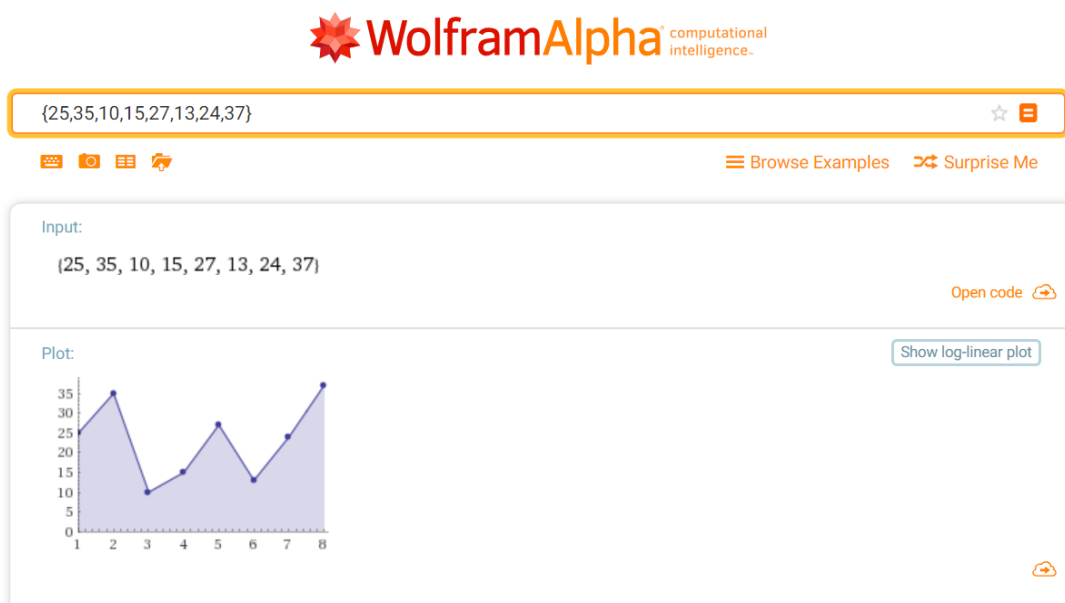 WolframAlpha computational intelligence.
{25,35,10,15,27,13,24,37}
Browse Examples Surprise Me
Input:
{25, 35, 10, 15, 27, 13, 24, 37}
Open code
Plot:
Show log-linear plot
35
30
25
20
15
10
5
0
1 2 3 4 5 6 7 8